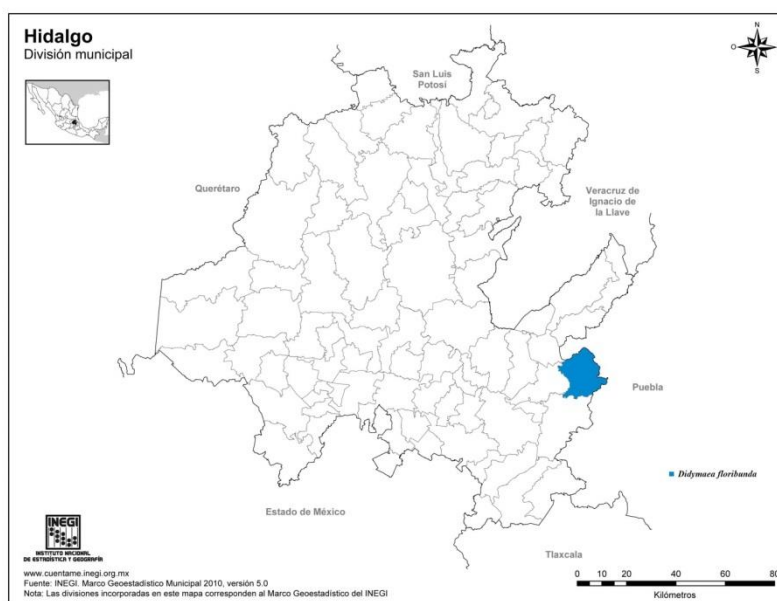 Hidalgo
División municipal
N
O
E
S
San Luis
Potosí
Querétaro
Veracruz de
Ignacio de
la Llave
Puebla
Didymaea floribunda
Estado de México
Tlaxcala
INEGI
INSTITUTO NACIONAL
DE ESTADÍSTICA Y GEOGRAFÍA
www.cuentame.inegi.org.mx
Fuente: INEGI. Marco Geoestadístico Municipal 2010, versión 5.0
Nota: Las divisiones incorporadas en este mapa corresponden al Marco Geoestadístico del INEGI
0 20 40 60 80
Kilómetros